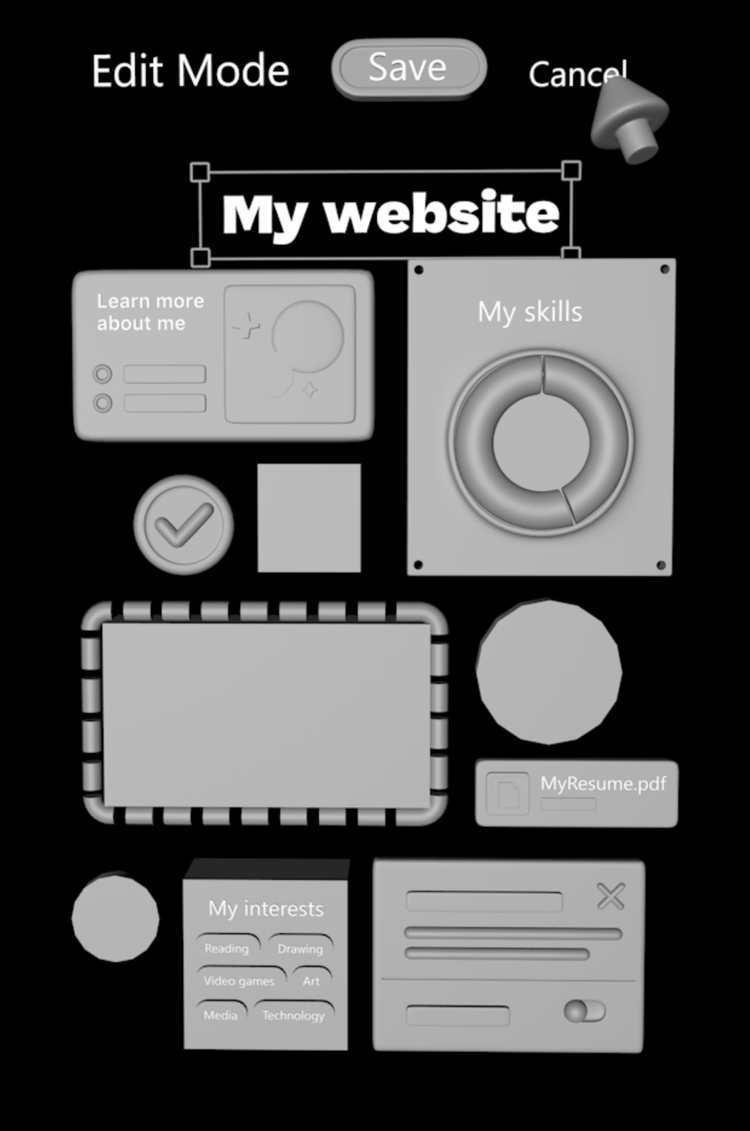 Edit Mode
Save
Cancel
My website
Learn more
about me
My skills
MyResume.pdf
My interests
Reading
Drawing
Video games
Art
Media
Technology